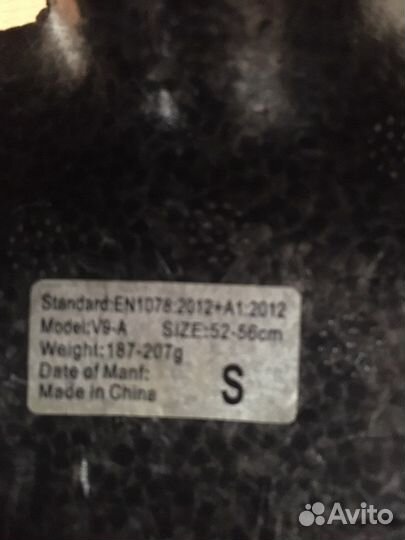 Standard:EN1078:2012+A1:2012
Model:V9-A SIZE:52-56cm
Weight:187-207g
Date of Manf:
Made in China
S
Avito